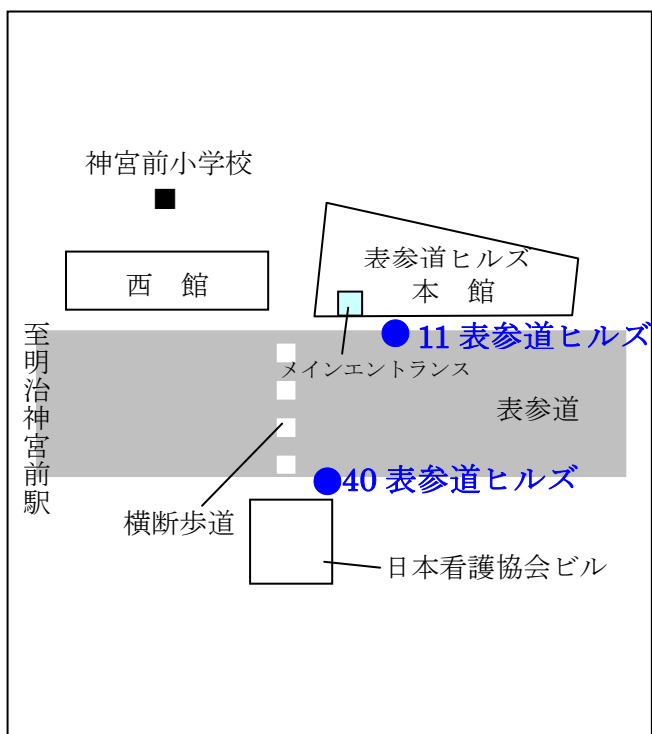 神宮前小学校
表参道ヒルズ
本 館
西 館
至明治神宮前駅
11 表参道ヒルズ
メインエントランス
表参道
40 表参道ヒルズ
横断歩道
日本看護協会ビル